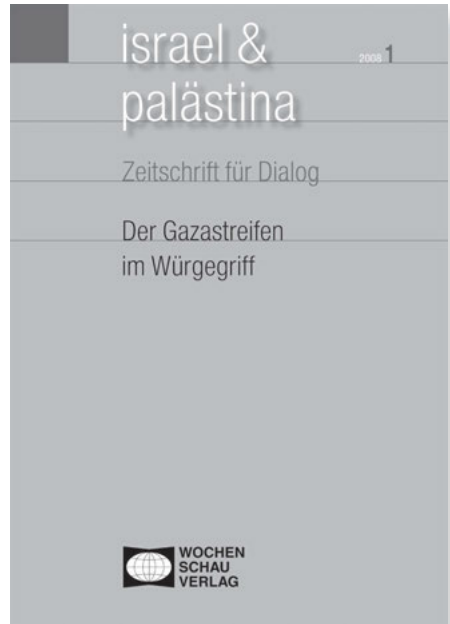 israel &
2008 1
palästina
Zeitschrift für Dialog
Der Gazastreifen
im Würgegriff
WOCHEN
SCHAU
VERLAG